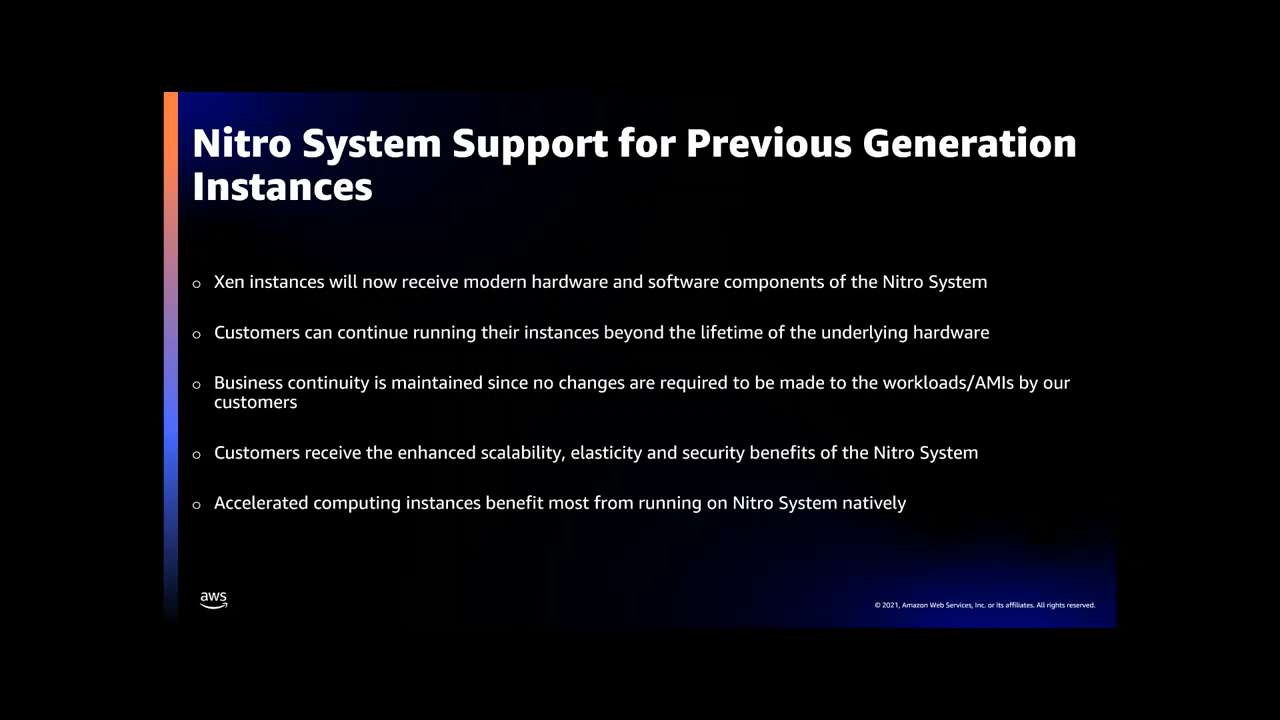 Nitro System Support for Previous Generation
Instances
Xen instances will now receive modern hardware and software components of the Nitro System
Customers can continue running their instances beyond the lifetime of the underlying hardware
Business continuity is maintained since no changes are required to be made to the workloads/AMIs by our
customers
Customers receive the enhanced scalability, elasticity and security benefits of the Nitro System
Accelerated computing instances benefit most from running on Nitro System natively
aws
© 2021, Amazon Web Services, Inc. or its affiliates. All rights reserved.